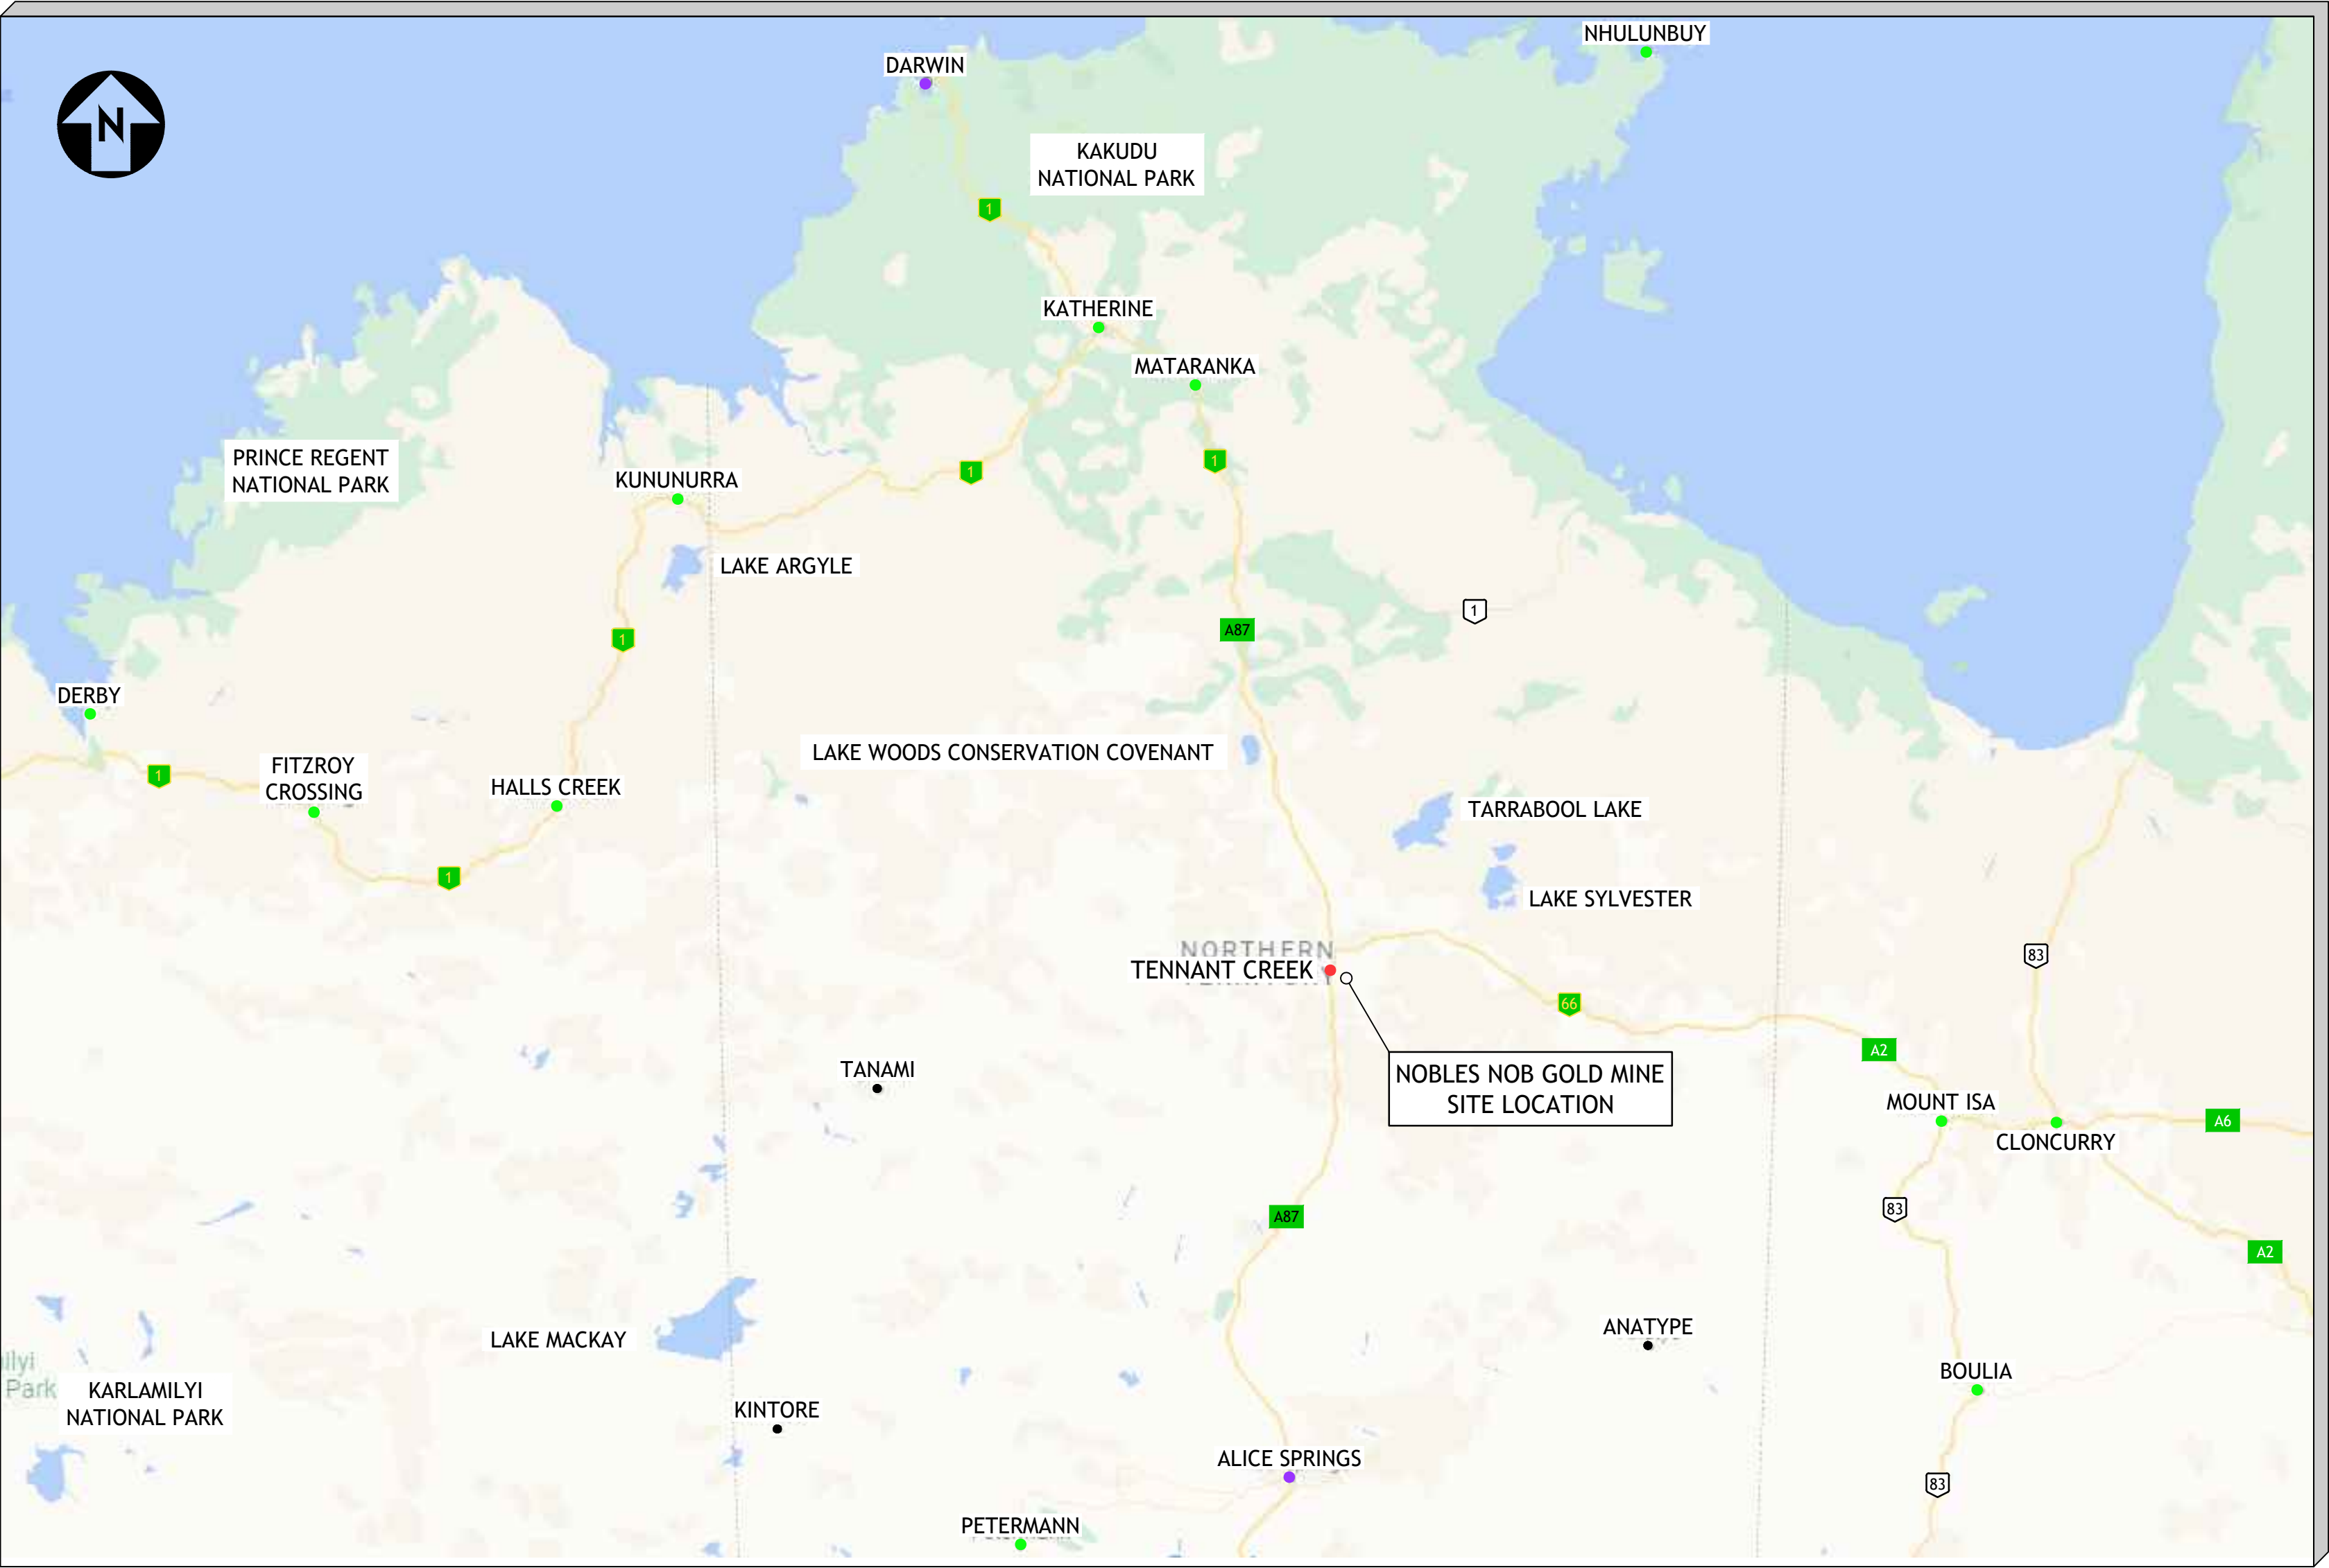 NHULUNBUY
DARWIN
N
KAKUDU
NATIONAL PARK
1
KATHERINE
MATARANKA
PRINCE REGENT
NATIONAL PARK
1
1
KUNUNURRA
LAKE ARGYLE
1
A87
1
DERBY
LAKE WOODS CONSERVATION COVENANT
FITZROY
CROSSING
1
HALLS CREEK
TARRABOOL LAKE
1
LAKE SYLVESTER
NORTHERN
TENNANT CREEK
83
66
A2
TANAMI
NOBLES NOB GOLD MINE
SITE LOCATION
MOUNT ISA
A6
CLONCURRY
83
A87
A2
ANATYPE
LAKE MACKAY
ilyi
Park
KARLAMILYI
NATIONAL PARK
BOULIA
KINTORE
ALICE SPRINGS
83
PETERMANN